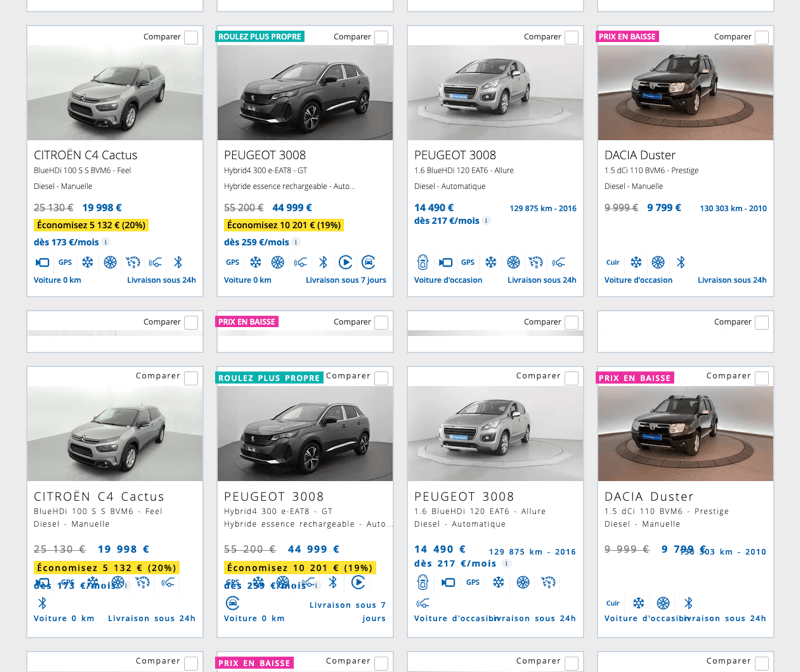 Comparer
CITROËN C4 Cactus
BlueHDi 100 S S BVM6 - Feel
Diesel - Manuelle
25 130 € 19 998 €
Économisez 5 132 € (20%)
dès 173 €/mois i
GPS
Voiture 0 km Livraison sous 24h
ROULEZ PLUS PROPRE Comparer
PEUGEOT 3008
Hybrid4 300 e-EAT8 - GT
Hybride essence rechargeable - Auto...
55 200 € 44 999 €
Économisez 10 201 € (19%)
dès 259 €/mois i
GPS
Voiture 0 km Livraison sous 7 jours
Comparer
PEUGEOT 3008
1.6 BlueHDi 120 EAT6 - Allure
Diesel - Automatique
14 490 € 129 875 km - 2016
dès 217 €/mois i
GPS
Voiture d'occasion Livraison sous 24h
PRIX EN BAISSE Comparer
DACIA Duster
1.5 dCi 110 BVM6 - Prestige
Diesel - Manuelle
9 999 € 9 799 € 130 303 km - 2010
Cuir
Voiture d'occasion Livraison sous 24h
Comparer
PRIX EN BAISSE Comparer
Comparer
Comparer
Comparer
CITROËN C4 Cactus
BlueHDi 100 S S BVM6 - Feel
Diesel - Manuelle
25 130 € 19 998 €
Économisez 5 132 € (20%)
dès 173 €/mois i
GPS
Voiture 0 km Livraison sous 24h
ROULEZ PLUS PROPRE Comparer
PEUGEOT 3008
Hybrid4 300 e-EAT8 - GT
Hybride essence rechargeable - Auto...
55 200 € 44 999 €
Économisez 10 201 € (19%)
dès 259 €/mois i
GPS
Livraison sous 7
Voiture 0 km jours
Comparer
PEUGEOT 3008
1.6 BlueHDi 120 EAT6 - Allure
Diesel - Automatique
14 490 € 129 875 km - 2016
dès 217 €/mois i
GPS
Voiture d'occasion Livraison sous 24h
PRIX EN BAISSE Comparer
DACIA Duster
1.5 dCi 110 BVM6 - Prestige
Diesel - Manuelle
9 999 € 9 799 € 130 303 km - 2010
Cuir
Voiture d'occasion Livraison sous 24h
Comparer
PRIX EN BAISSE Comparer
Comparer
Comparer